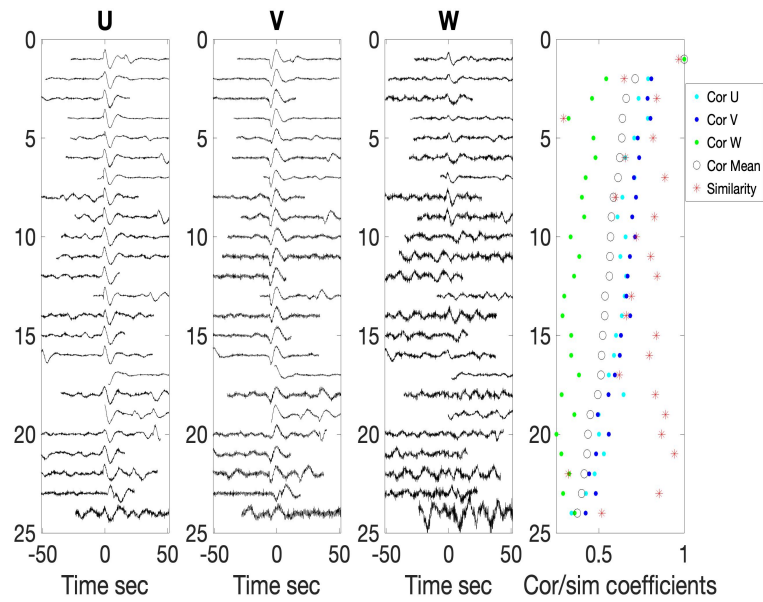 U V W
0 0 0 0
5 5 5 5
10 10 10 10
15 15 15 15
20 20 20 20
25 25 25 25
-50 0 50 -50 0 50 -50 0 50 0.5 1
Time sec Time sec Time sec Cor/sim coefficients
Cor U
Cor V
Cor W
Cor Mean
Similarity